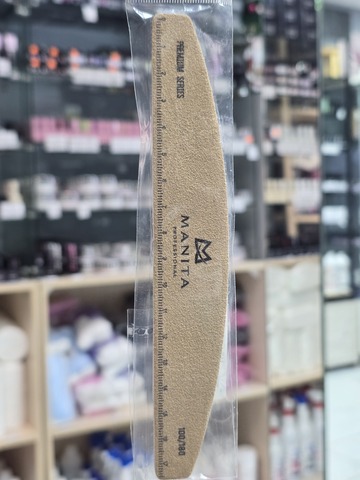 PREMIUM SERIES
MANITA
PROFESSIONAL
100/180